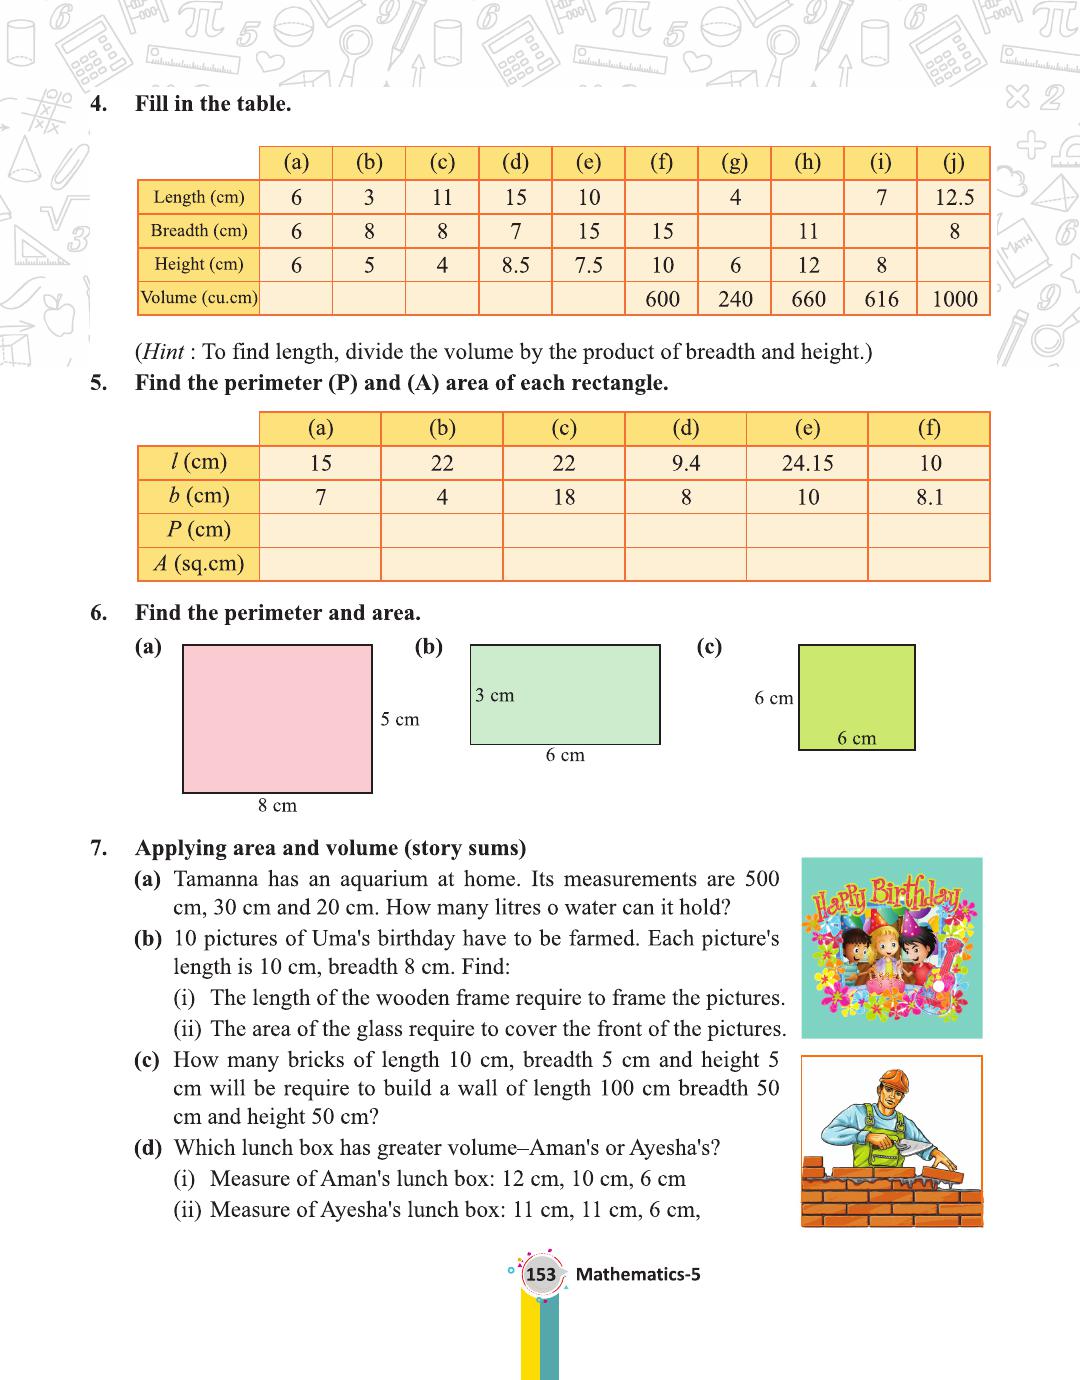 4. Fill in the table.
(a) (b) (c) (d) (e) (f) (g) (h) (i) (j)
Length (cm) 6 3 11 15 10 4 7 12.5
Breadth (cm) 6 8 8 7 15 15 11 8
Height (cm) 6 5 4 8.5 7.5 10 6 12 8
Volume (cu.cm) 600 240 660 616 1000
(Hint : To find length, divide the volume by the product of breadth and height.)
5. Find the perimeter (P) and (A) area of each rectangle.
(a) (b) (c) (d) (e) (f)
l (cm) 15 22 22 9.4 24.15 10
b (cm) 7 4 18 8 10 8.1
P (cm)
A (sq.cm)
6. Find the perimeter and area.
(a) (b) (c)
5 cm
8 cm
3 cm
6 cm
6 cm
6 cm
7. Applying area and volume (story sums)
(a) Tamanna has an aquarium at home. Its measurements are 500
cm, 30 cm and 20 cm. How many litres o water can it hold?
(b) 10 pictures of Uma's birthday have to be farmed. Each picture's
length is 10 cm, breadth 8 cm. Find:
(i) The length of the wooden frame require to frame the pictures.
(ii) The area of the glass require to cover the front of the pictures.
Happy Birthday
(c) How many bricks of length 10 cm, breadth 5 cm and height 5
cm will be require to build a wall of length 100 cm breadth 50
cm and height 50 cm?
(d) Which lunch box has greater volume–Aman's or Ayesha's?
(i) Measure of Aman's lunch box: 12 cm, 10 cm, 6 cm
(ii) Measure of Ayesha's lunch box: 11 cm, 11 cm, 6 cm,
153 Mathematics-5